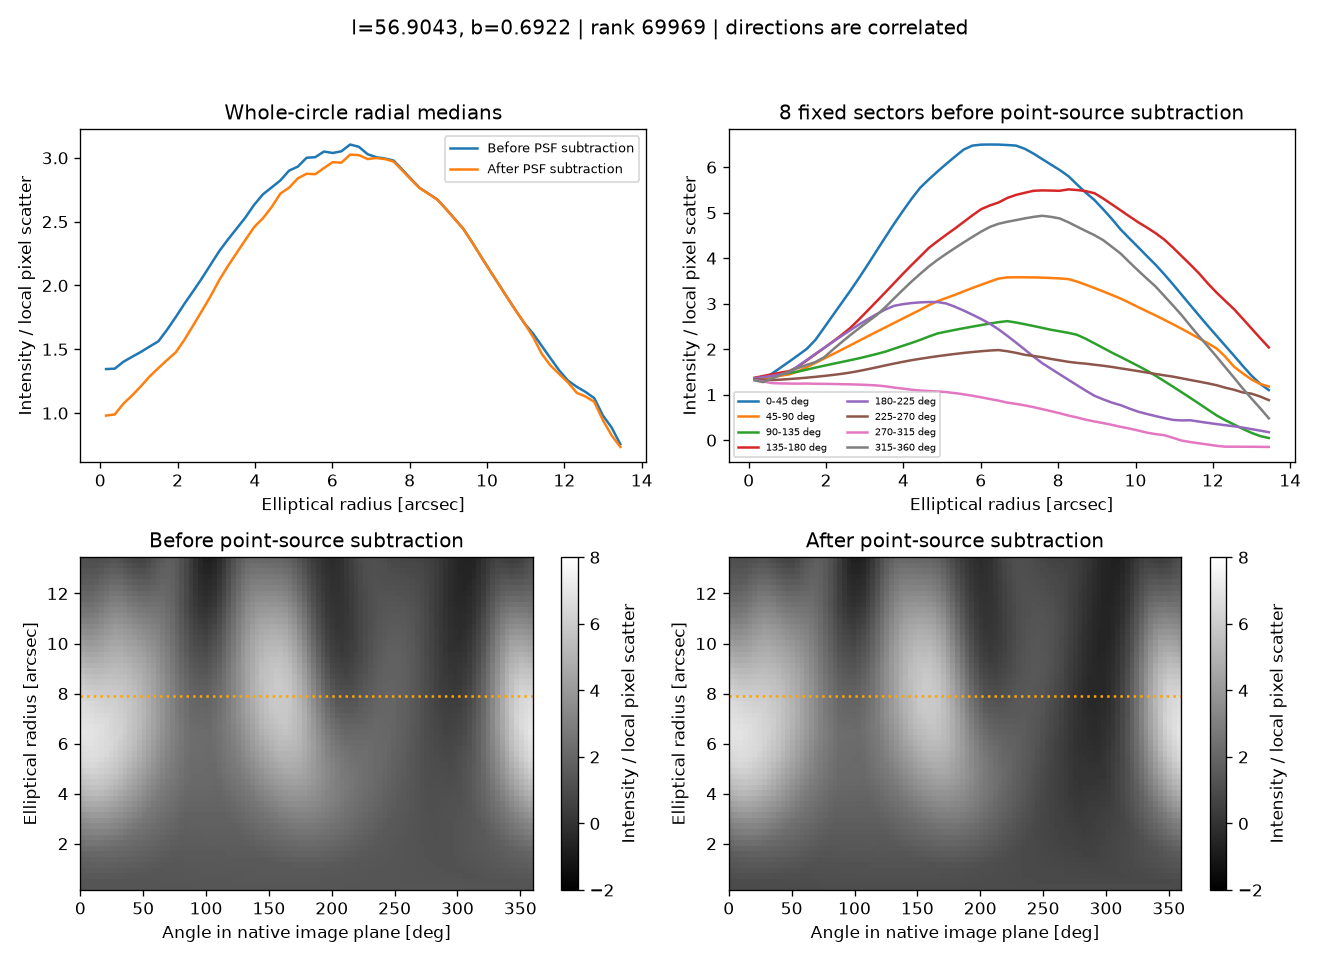 l=56.9043, b=0.6922 | rank 69969 | directions are correlated
Whole-circle radial medians
Intensity / local pixel scatter
3.0
2.5
2.0
1.5
1.0
Before PSF subtraction
After PSF subtraction
0 2 4 6 8 10 12 14
Elliptical radius [arcsec]
8 fixed sectors before point-source subtraction
Intensity / local pixel scatter
6
5
4
3
2
1
0
0-45 deg
45-90 deg
90-135 deg
135-180 deg
180-225 deg
225-270 deg
270-315 deg
315-360 deg
0 2 4 6 8 10 12 14
Elliptical radius [arcsec]
Before point-source subtraction
Elliptical radius [arcsec]
12
10
8
6
4
2
0 50 100 150 200 250 300 350
Angle in native image plane [deg]
8
6
4
2
0
−2
Intensity / local pixel scatter
After point-source subtraction
Elliptical radius [arcsec]
12
10
8
6
4
2
0 50 100 150 200 250 300 350
Angle in native image plane [deg]
8
6
4
2
0
−2
Intensity / local pixel scatter